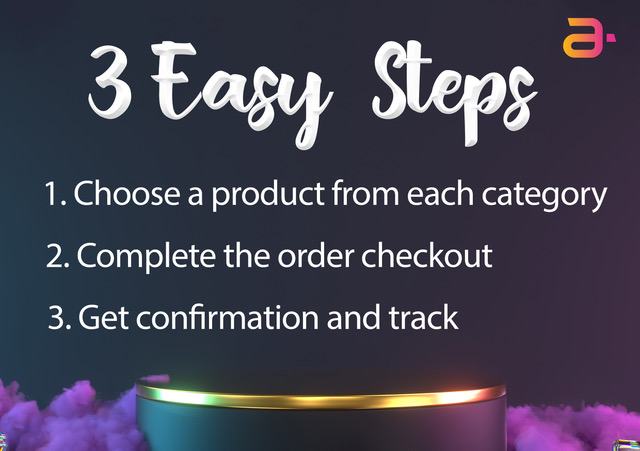 a
3 Easy Steps
1. Choose a product from each category
2. Complete the order checkout
3. Get confirmation and track